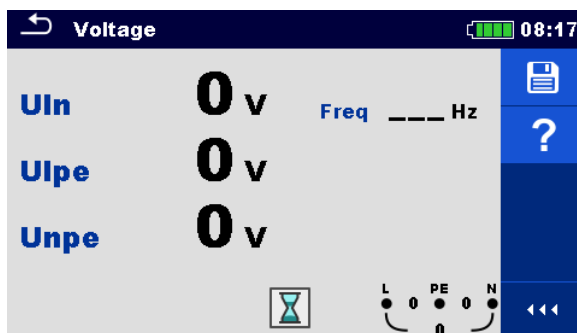 Voltage 08:17
Uln 0 V Freq ___ Hz
Ulpe 0 V
?
Unpe 0 V
L PE N
0 0
0